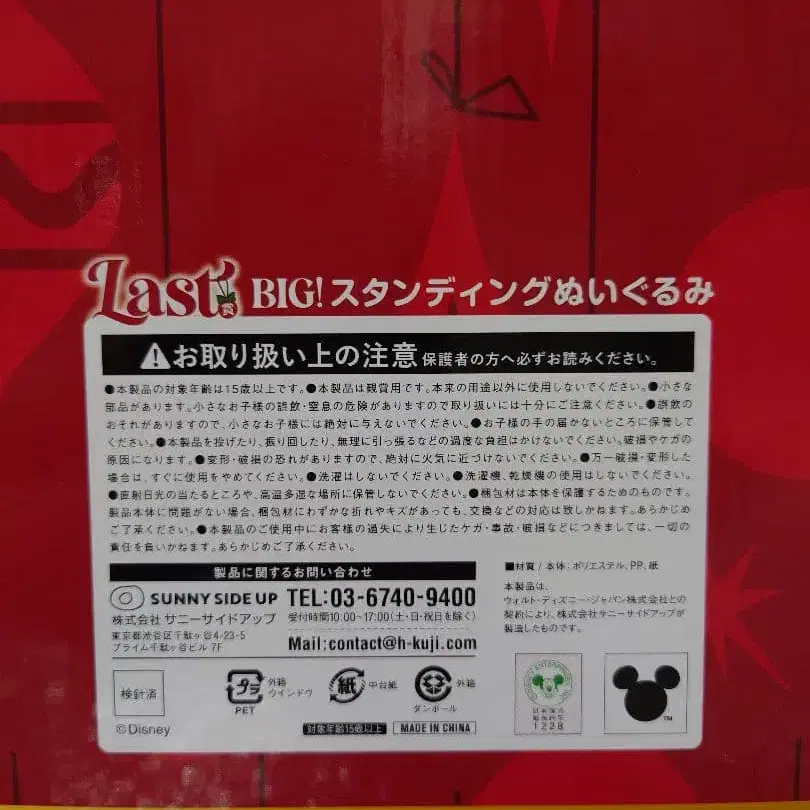 Last賞 BIG!スタンディングぬいぐるみ
お取り扱い上の注意 保護者の方へ必ずお読みください。
●本製品の対象年齢は15歳以上です。●本製品は観賞用です。本来の用途以外に使用しないでください。●小さな
部品があります。小さなお子様の誤飲・窒息の危険がありますので取り扱いには十分にご注意ください。●誤飲の
おそれがありますので、小さなお子様には絶対に与えないでください。●お子様の手の届かないところに保管して
ください。●本製品を投げたり、振り回したり、無理に引っ張るなどの過度な負担はかけないでください。破損やケガの
原因になります。●変形・破損の恐れがありますので、絶対に火気に近づけないでください。●万一破損・変形した
場合は、すぐに使用をやめてください。●洗濯はしないでください。●洗濯機、乾燥機の使用はしないでください。
●直射日光の当たるところや、高温多湿な場所に保管しないでください。●梱包材は本体を保護するためのものです。
製品本体に問題がない場合、梱包材にわずかな折れやキズがあっても、交換などの対応は致しかねます。あらかじめ
ご了承ください。●本製品のご使用中にお客様の過失により生じたケガ・事故・破損などにつきましては、一切の
責任を負いかねます。あらかじめご了承ください。
製品に関するお問い合わせ
SUNNY SIDE UP
株式会社 サニーサイドアップ
東京都渋谷区千駄ヶ谷4-23-5
プライム千駄ヶ谷ビル 7F
TEL:03-6740-9400
受付時間10:00〜17:00(土・日・祝日を除く)
Mail:contact@h-kuji.com
■材質 / 本体: ポリエステル、PP、紙
本製品は、
ウォルト・ディズニー・ジャパン株式会社との
契約により、株式会社サニーサイドアップが
製造したものです。
検針済
プラ
PET
外箱
ウインドウ
紙
中台紙
ダンボール
外箱
1228
TM
©Disney
対象年齢15歳以上
MADE IN CHINA